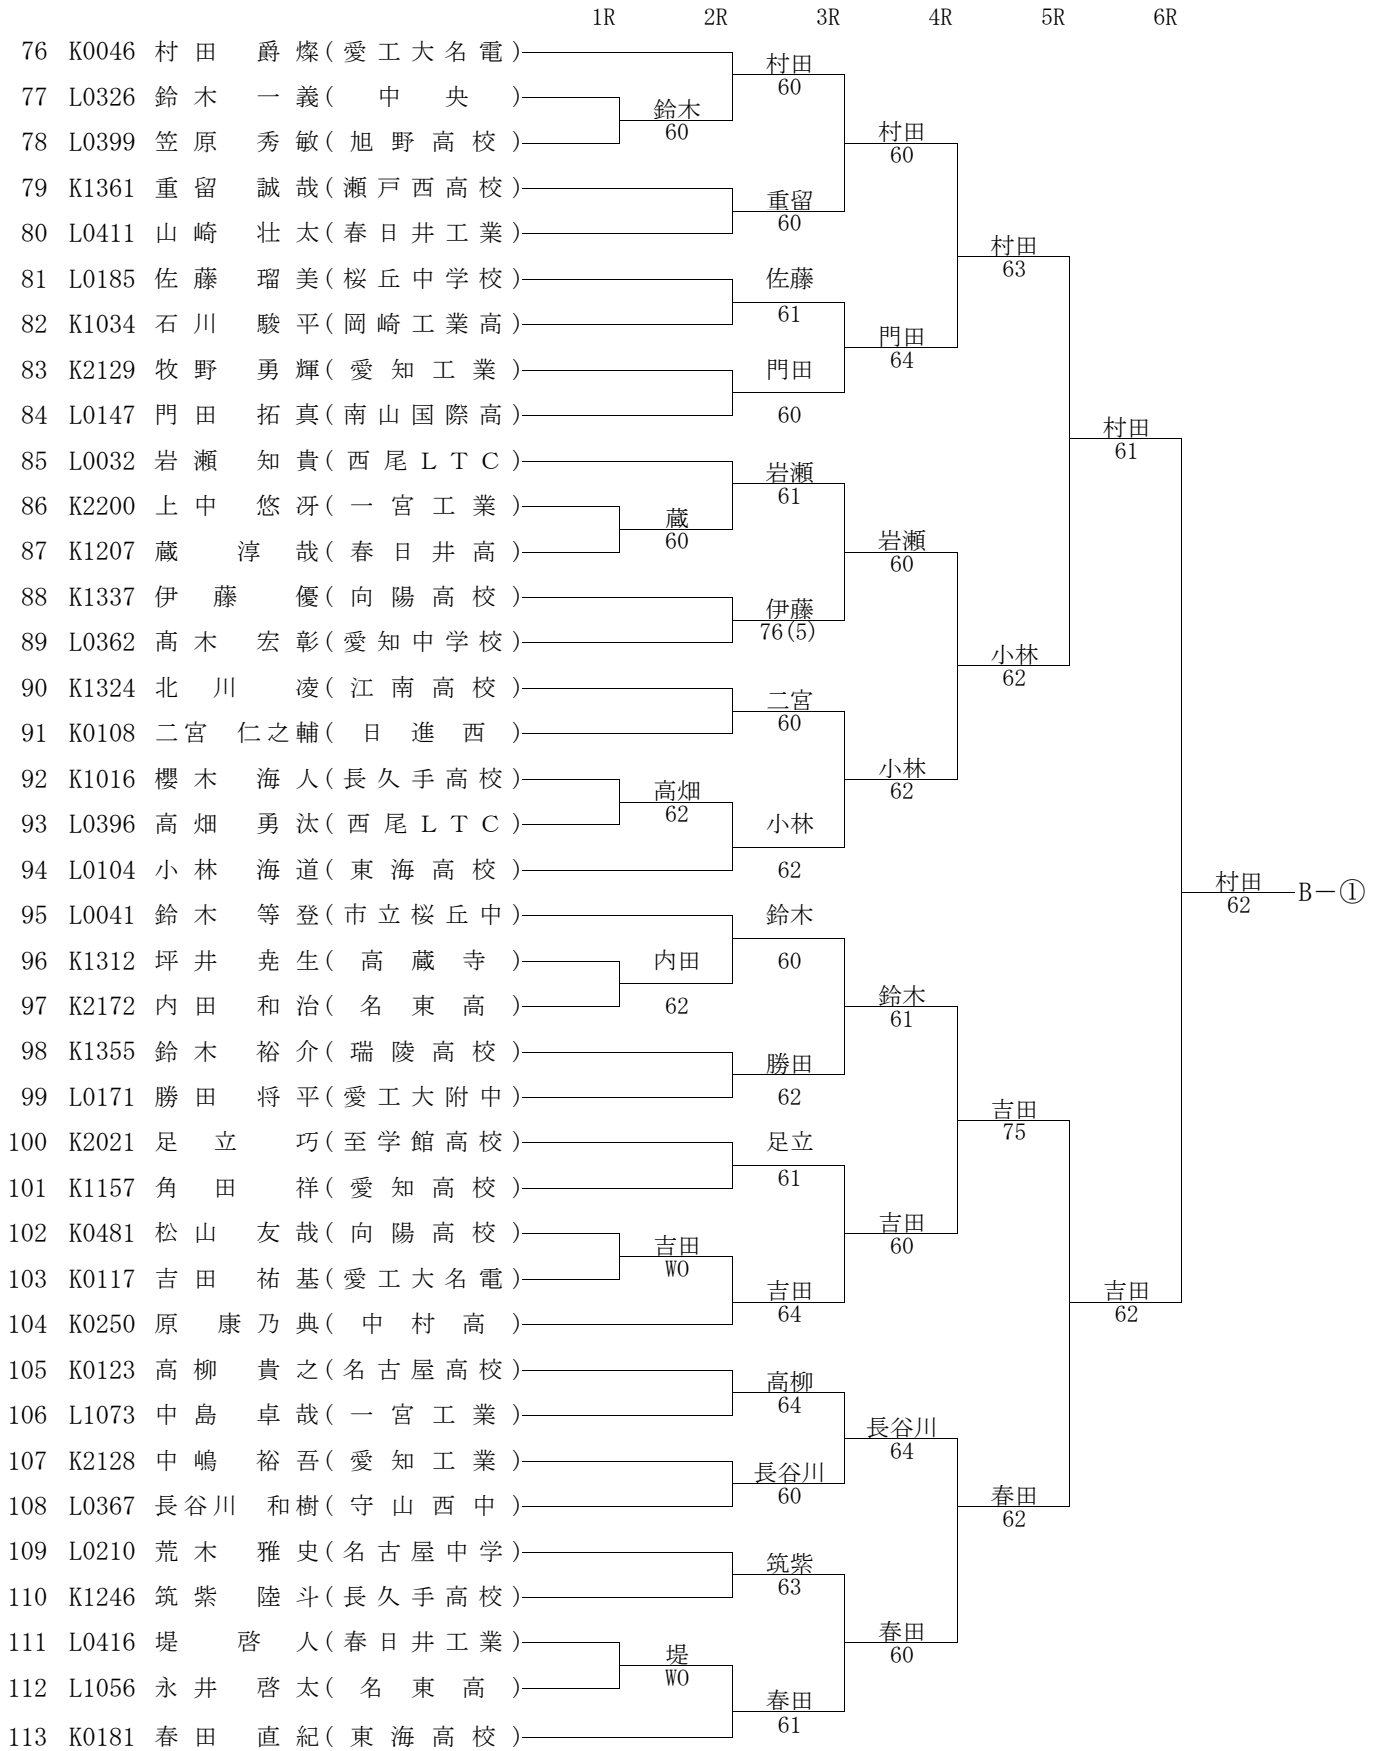 1R 2R 3R 4R 5R 6R
76 K0046 村田 爵燦(愛工大名電)
村田
60
77 L0326 鈴木 一義(中央)
鈴木
60
78 L0399 笠原 秀敏(旭野高校)
村田
60
79 K1361 重留 誠哉(瀬戸西高校)
重留
60
80 L0411 山崎 壮太(春日井工業)
村田
63
81 L0185 佐藤 瑠美(桜丘中学校)
佐藤
61
82 K1034 石川 駿平(岡崎工業高)
門田
64
83 K2129 牧野 勇輝(愛知工業)
門田
60
84 L0147 門田 拓真(南山国際高)
村田
61
85 L0032 岩瀬 知貴(西尾LTC)
岩瀬
61
86 K2200 上中 悠冴(一宮工業)
蔵
60
87 K1207 蔵 淳哉(春日井高)
岩瀬
60
88 K1337 伊藤 優(向陽高校)
伊藤
76(5)
89 L0362 髙木 宏彰(愛知中学校)
小林
62
90 K1324 北川 凌(江南高校)
二宮
60
91 K0108 二宮 仁之輔(日進西)
小林
62
92 K1016 櫻木 海人(長久手高校)
高畑
62
93 L0396 高畑 勇汰(西尾LTC)
小林
62
94 L0104 小林 海道(東海高校)
村田
62
B－①
95 L0041 鈴木 等登(市立桜丘中)
鈴木
60
96 K1312 坪井 尭生(高蔵寺)
内田
62
97 K2172 内田 和治(名東高)
鈴木
61
98 K1355 鈴木 裕介(瑞陵高校)
勝田
62
99 L0171 勝田 将平(愛工大附中)
吉田
75
100 K2021 足立 巧(至学館高校)
足立
61
101 K1157 角田 祥(愛知高校)
吉田
60
102 K0481 松山 友哉(向陽高校)
吉田
WO
103 K0117 吉田 祐基(愛工大名電)
吉田
64
吉田
62
104 K0250 原 康乃典(中村高)
105 K0123 高柳 貴之(名古屋高校)
高柳
64
106 L1073 中島 卓哉(一宮工業)
長谷川
64
107 K2128 中嶋 裕吾(愛知工業)
長谷川
60
108 L0367 長谷川 和樹(守山西中)
春田
62
109 L0210 荒木 雅史(名古屋中学)
筑紫
63
110 K1246 筑紫 陸斗(長久手高校)
春田
60
111 L0416 堤 啓人(春日井工業)
堤
WO
112 L1056 永井 啓太(名東高)
春田
61
113 K0181 春田 直紀(東海高校)